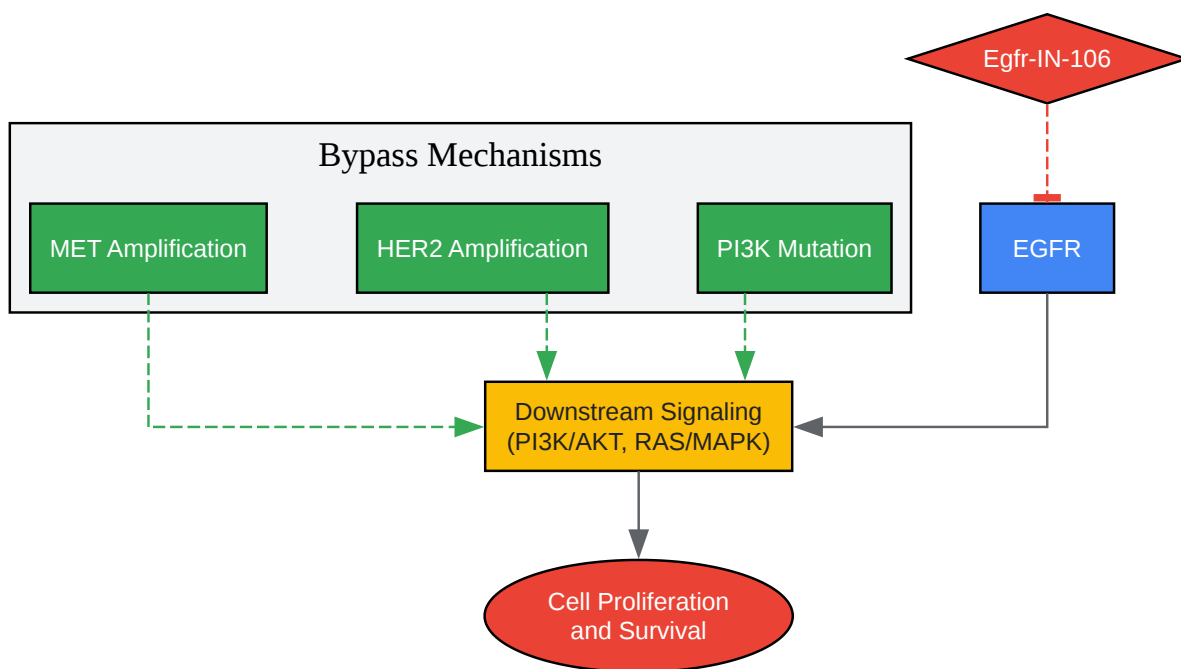 Egfr-IN-106
Bypass Mechanisms
MET Amplification
HER2 Amplification
PI3K Mutation
EGFR
Downstream Signaling
(PI3K/AKT, RAS/MAPK)
Cell Proliferation
and Survival